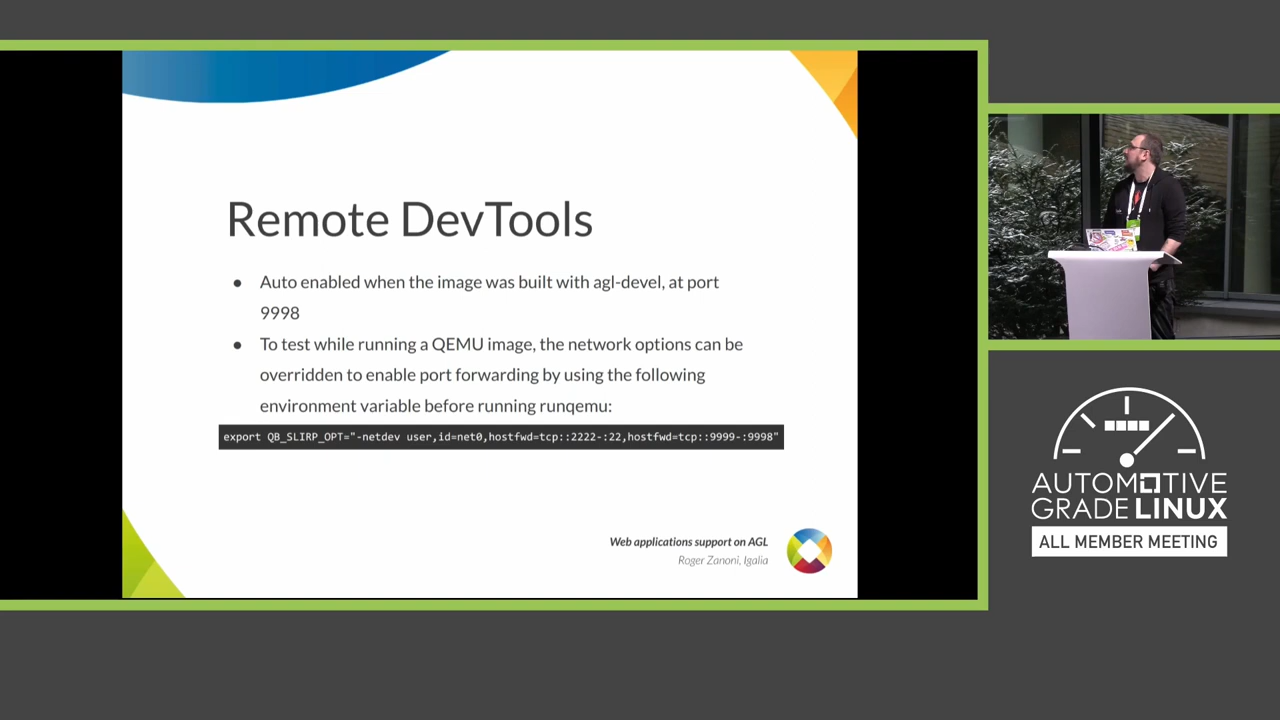 Remote DevTools
● Auto enabled when the image was built with agl-devel, at port
9998
● To test while running a QEMU image, the network options can be
overridden to enable port forwarding by using the following
environment variable before running runqemu:
export QB_SLIRP_OPT="-netdev user,id=net0,hostfwd=tcp::2222-:22,hostfwd=tcp::9999-:9998"
Web applications support on AGL
Roger Zanoni, Igalia
AUTOMOTIVE
GRADE LINUX
ALL MEMBER MEETING